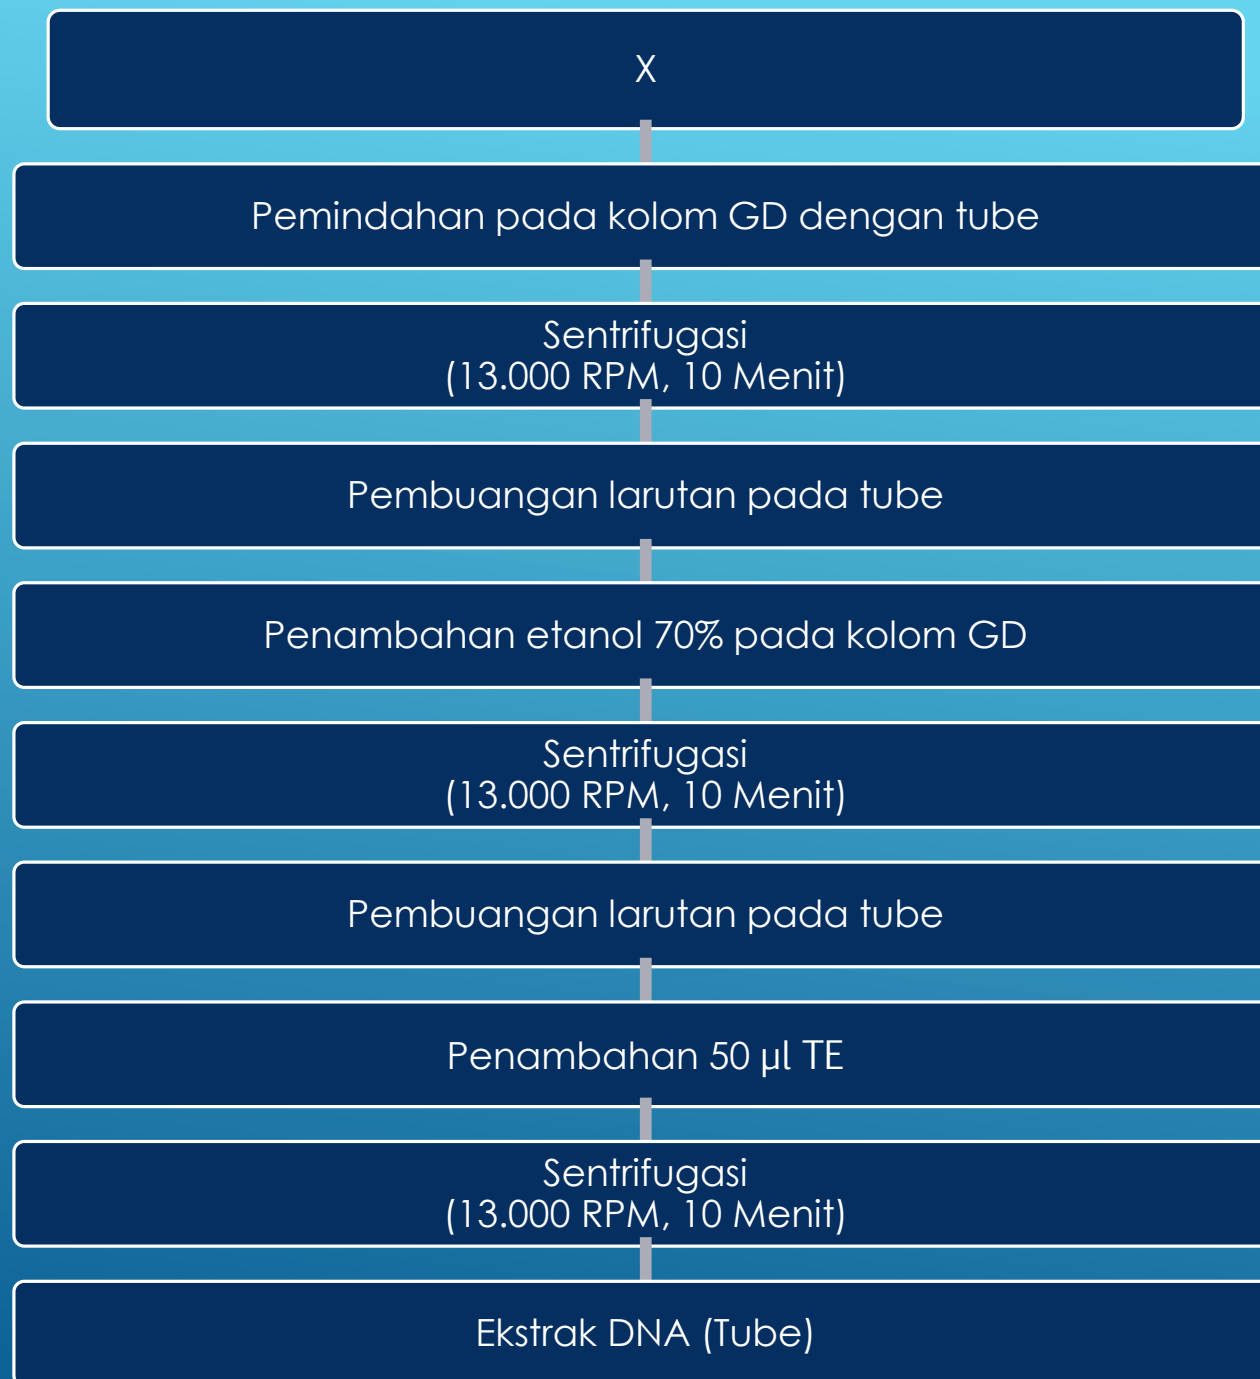 X
Pemindahan pada kolom GD dengan tube
Sentrifugasi
(13.000 RPM, 10 Menit)
Pembuangan larutan pada tube
Penambahan etanol 70% pada kolom GD
Sentrifugasi
(13.000 RPM, 10 Menit)
Pembuangan larutan pada tube
Penambahan 50 µl TE
Sentrifugasi
(13.000 RPM, 10 Menit)
Ekstrak DNA (Tube)